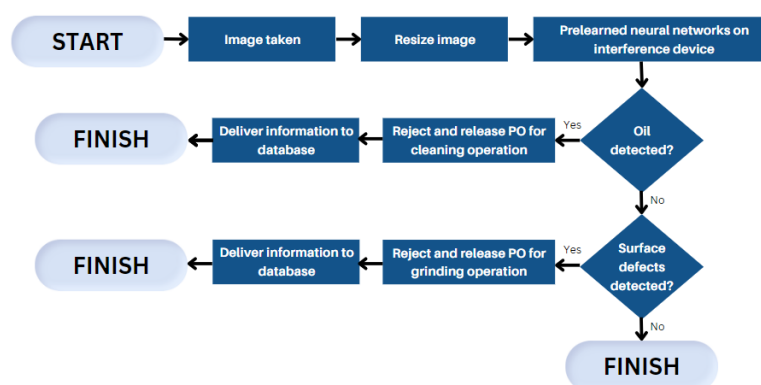 START
Image taken
Resize image
Prelearned neural networks on
interference device
FINISH
Deliver information to
database
Reject and release PO for
cleaning operation
Yes
Oil
detected?
No
FINISH
Deliver information to
database
Reject and release PO for
grinding operation
Yes
Surface
defects
detected?
No
FINISH